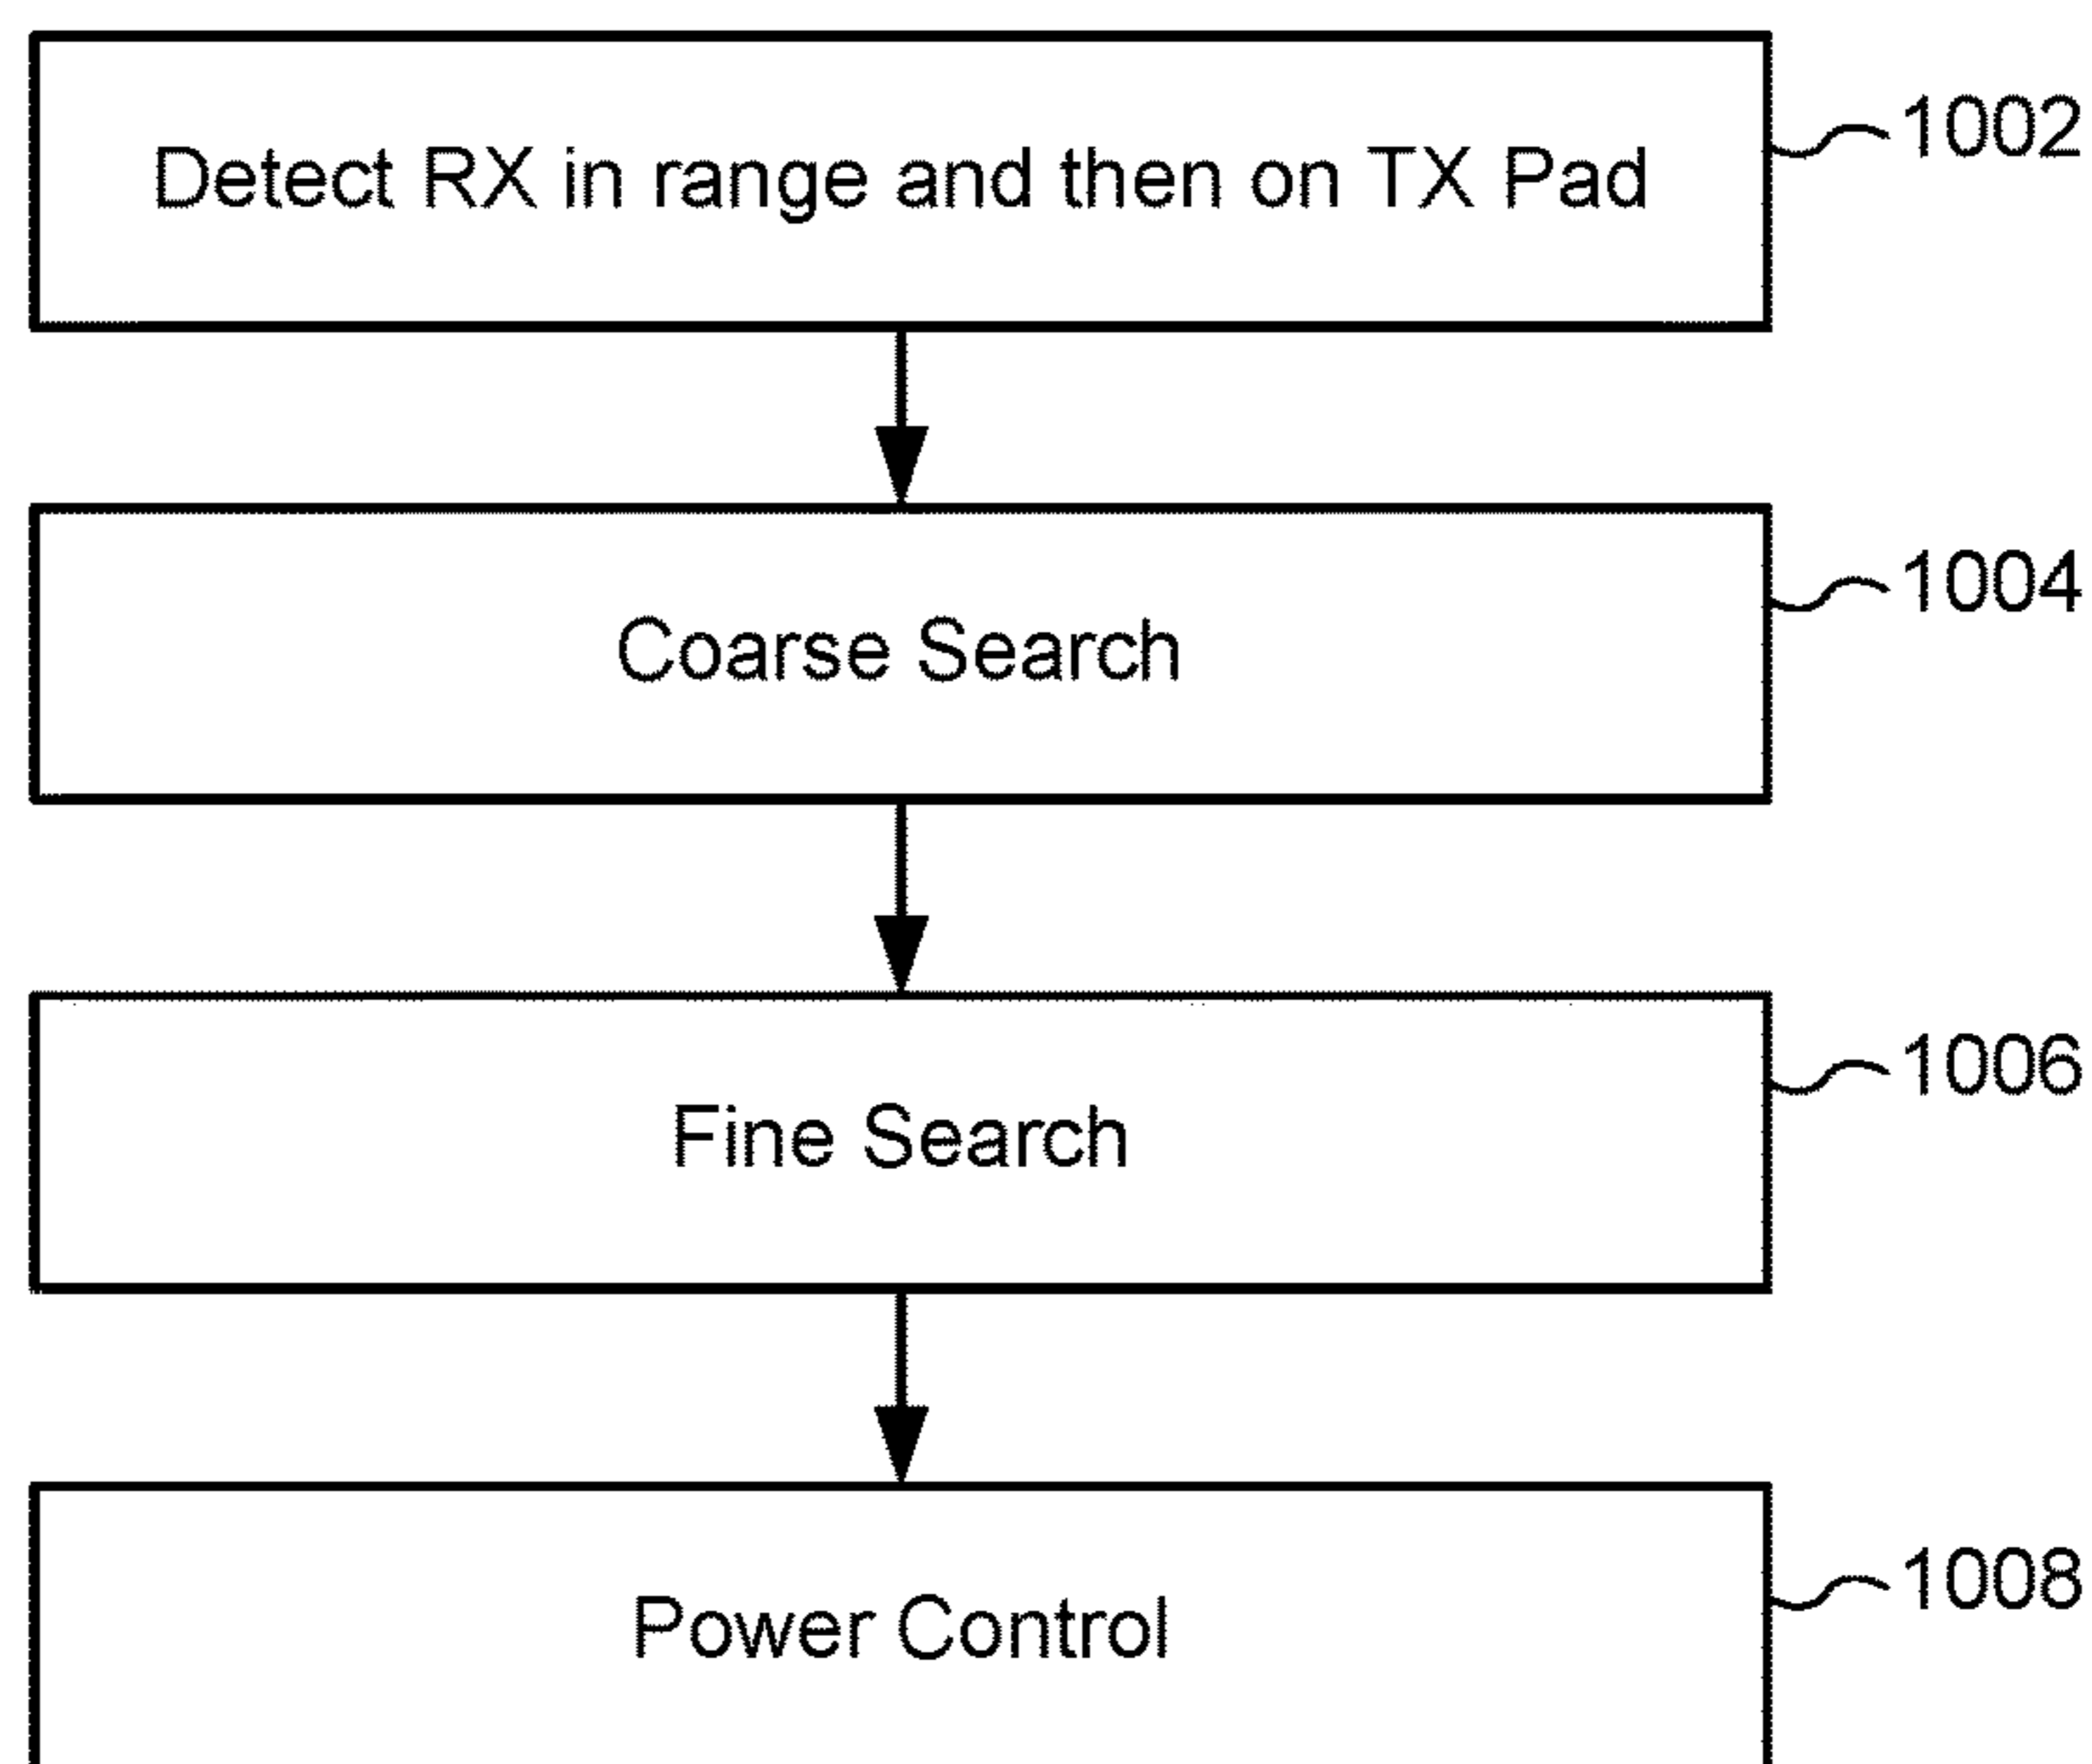 Detect RX in range and then on TX Pad
1002
Coarse Search
1004
Fine Search
1006
Power Control
1008